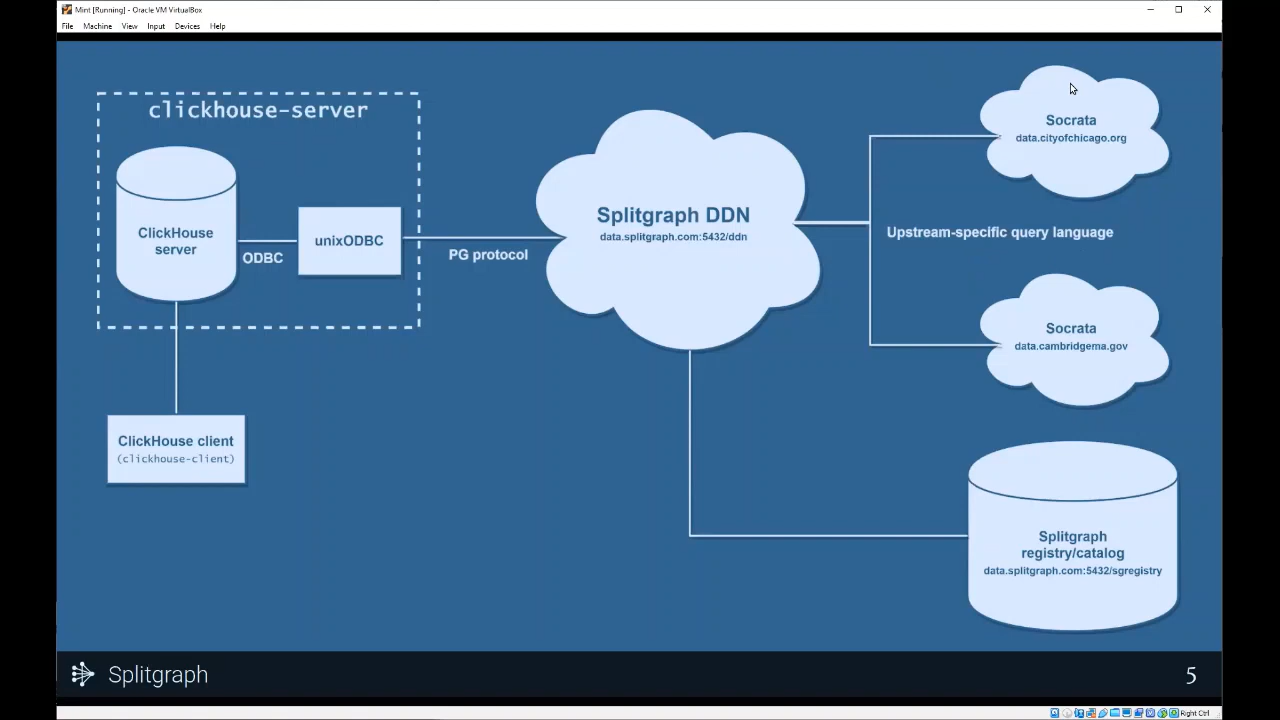 Mint [Running] - Oracle VM VirtualBox
File Machine View Input Devices Help
clickhouse-server
ClickHouse
server
ODBC
unixODBC
PG protocol
ClickHouse client
(clickhouse-client)
Splitgraph DDN
data.splitgraph.com:5432/ddn
Socrata
data.cityofchicago.org
Upstream-specific query language
Socrata
data.cambridgema.gov
Splitgraph
registry/catalog
data.splitgraph.com:5432/sgregistry
Splitgraph
5
Right Ctrl